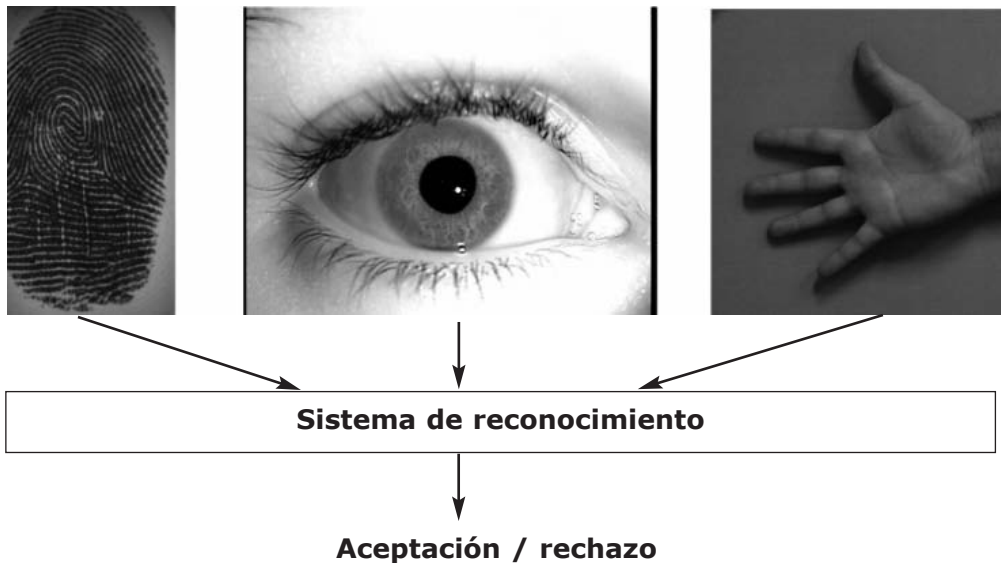 Sistema de reconocimiento
Aceptación / rechazo